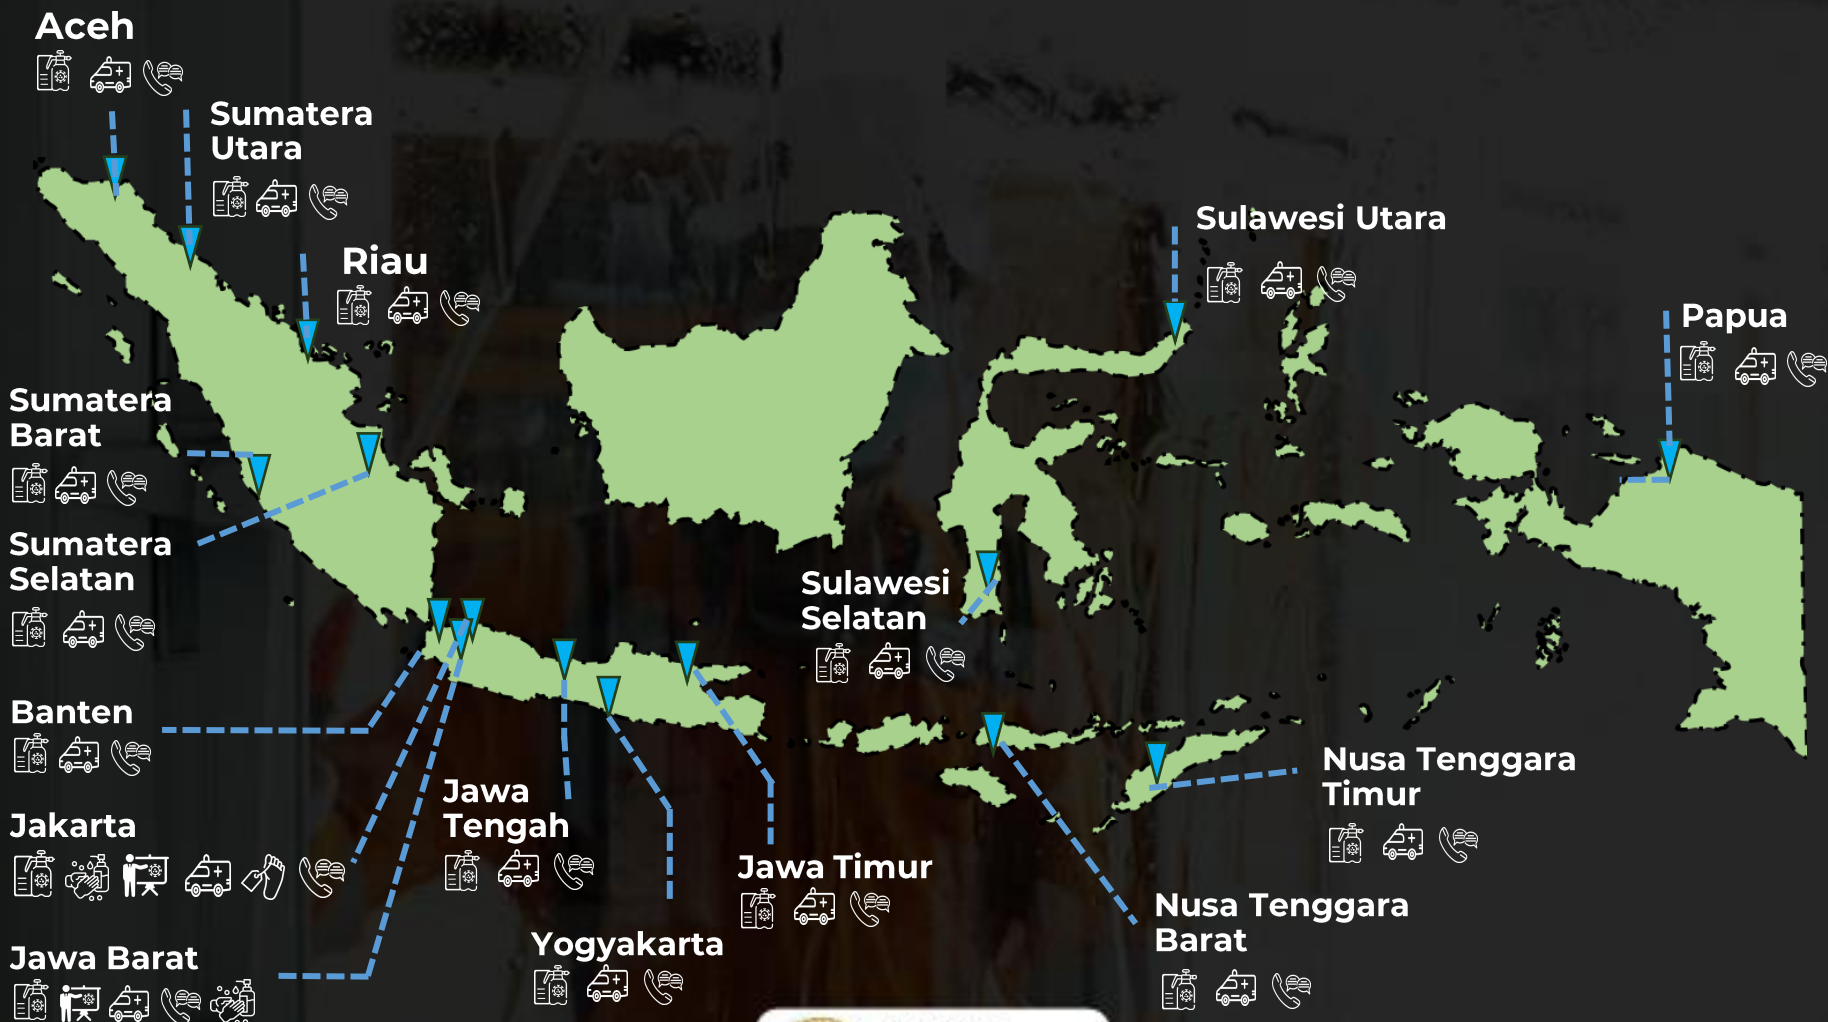 Aceh
Sumatera
Utara
Riau
Sulawesi Utara
Papua
Sumatera
Barat
Sumatera
Selatan
Sulawesi
Selatan
Banten
Jakarta
Jawa
Tengah
Jawa Timur
Nusa Tenggara
Timur
Nusa Tenggara
Barat
Yogyakarta
Jawa Barat